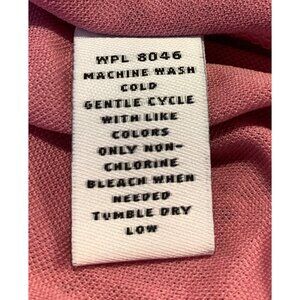 WPL 8046
MACHINE WASH
COLD
GENTLE CYCLE
WITH LIKE
COLORS
ONLY NON-
CHLORINE
BLEACH WHEN
NEEDED
TUMBLE DRY
LOW